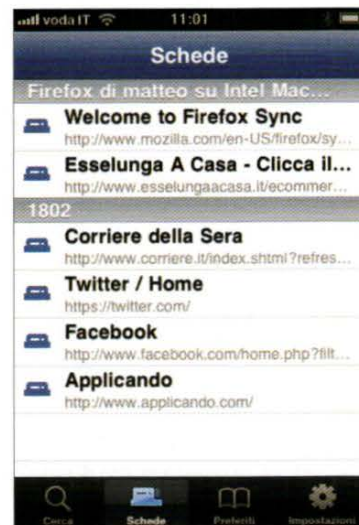 voda IT 11:01
Schede
Firefox di matteo su Intel Mac...
Welcome to Firefox Sync
http://www.mozilla.com/en-US/firefox/sy...
Esselunga A Casa - Clicca il...
http://www.esselungaacasa.it/ecommer...
1802
Corriere della Sera
http://www.corriere.it/index.shtml?refres...
Twitter / Home
https://twitter.com/
Facebook
http://www.facebook.com/home.php?filt...
Applicando
http://www.applicando.com/
Cerca Schede Preferiti Impostazioni